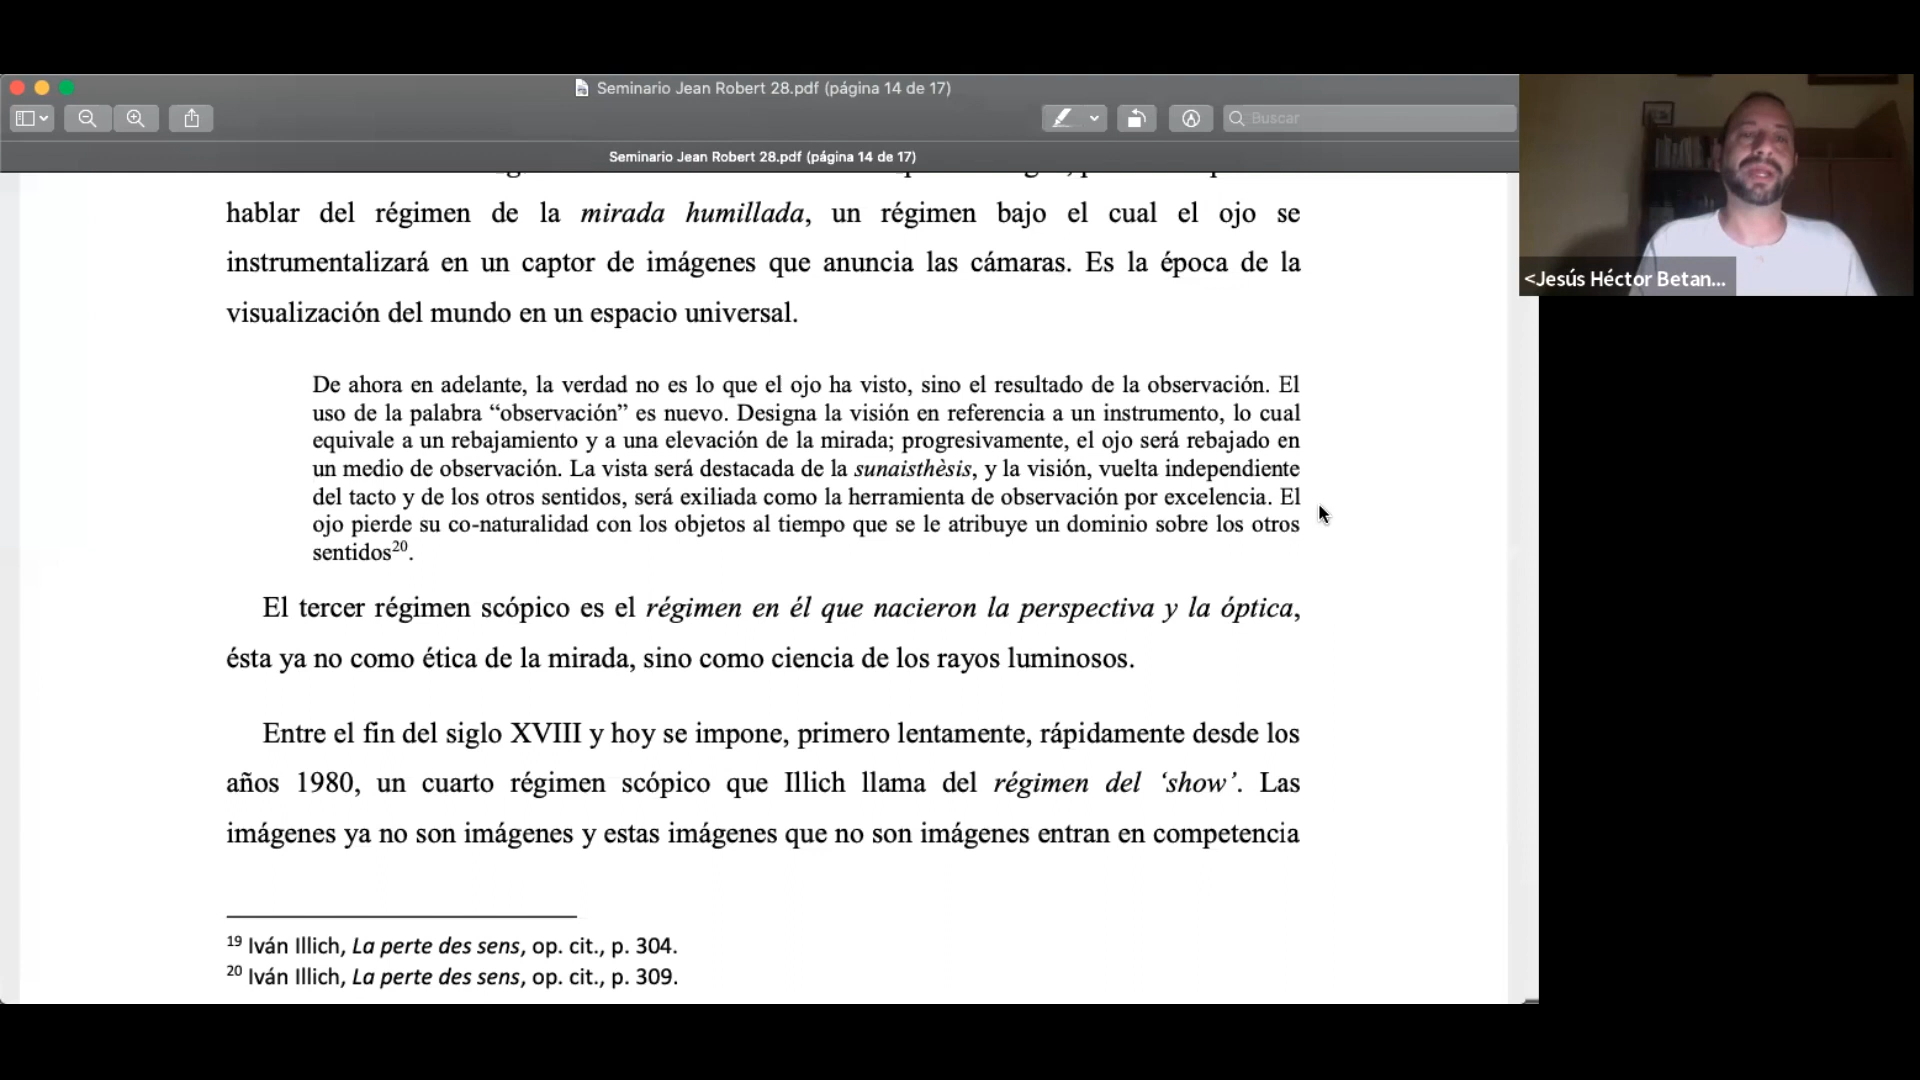 Seminario Jean Robert 28.pdf (página 14 de 17)
Buscar
Seminario Jean Robert 28.pdf (página 14 de 17)
hablar del régimen de la mirada humillada, un régimen bajo el cual el ojo se
instrumentalizará en un captor de imágenes que anuncia las cámaras. Es la época de la
visualización del mundo en un espacio universal.
De ahora en adelante, la verdad no es lo que el ojo ha visto, sino el resultado de la observación. El
uso de la palabra “observación” es nuevo. Designa la visión en referencia a un instrumento, lo cual
equivale a un rebajamiento y a una elevación de la mirada; progresivamente, el ojo será rebajado en
un medio de observación. La vista será destacada de la sunaisthèsis, y la visión, vuelta independiente
del tacto y de los otros sentidos, será exiliada como la herramienta de observación por excelencia. El
ojo pierde su co-naturalidad con los objetos al tiempo que se le atribuye un dominio sobre los otros
sentidos20.
El tercer régimen scópico es el régimen en él que nacieron la perspectiva y la óptica,
ésta ya no como ética de la mirada, sino como ciencia de los rayos luminosos.
Entre el fin del siglo XVIII y hoy se impone, primero lentamente, rápidamente desde los
años 1980, un cuarto régimen scópico que Illich llama del régimen del ‘show’. Las
imágenes ya no son imágenes y estas imágenes que no son imágenes entran en competencia
19 Iván Illich, La perte des sens, op. cit., p. 304.
20 Iván Illich, La perte des sens, op. cit., p. 309.
<Jesús Héctor Betan...